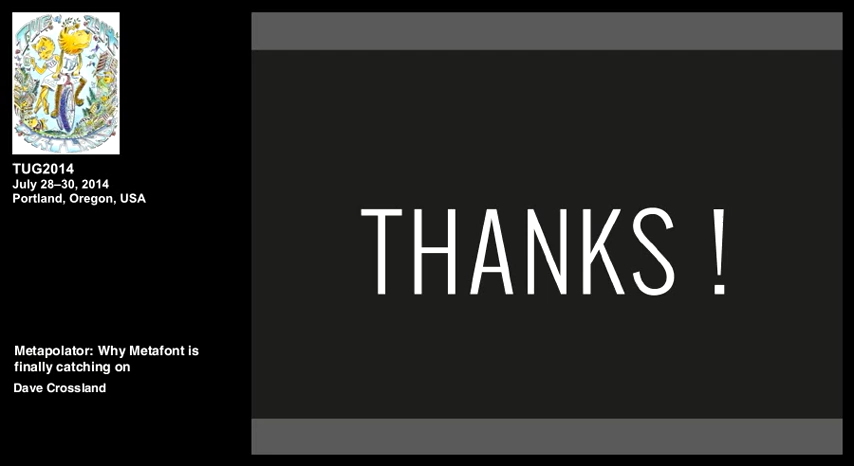 TUG2014
July 28–30, 2014
Portland, Oregon, USA
Metapolator: Why Metafont is
finally catching on
Dave Crossland
THANKS !